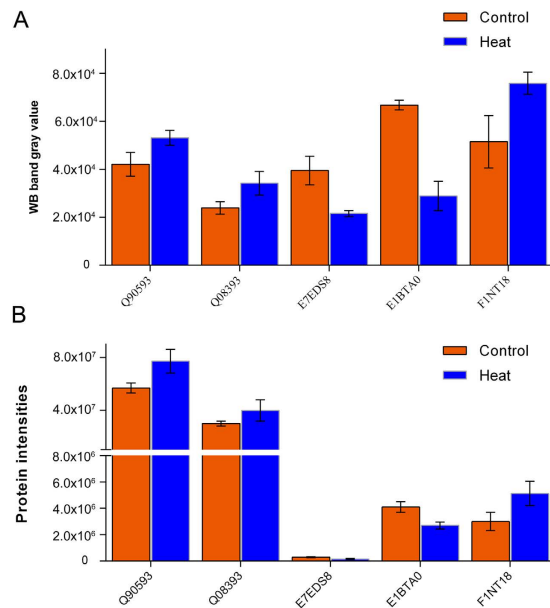 A
Control
Heat
WB band gray value
8.0x10⁴
6.0x10⁴
4.0x10⁴
2.0x10⁴
0
Q90593
Q08393
E7EDS8
E1BTA0
F1NT18
B
Control
Heat
Protein intensities
8.0x10⁷
4.0x10⁷
8.0x10⁶
6.0x10⁶
4.0x10⁶
2.0x10⁶
0
Q90593
Q08393
E7EDS8
E1BTA0
F1NT18